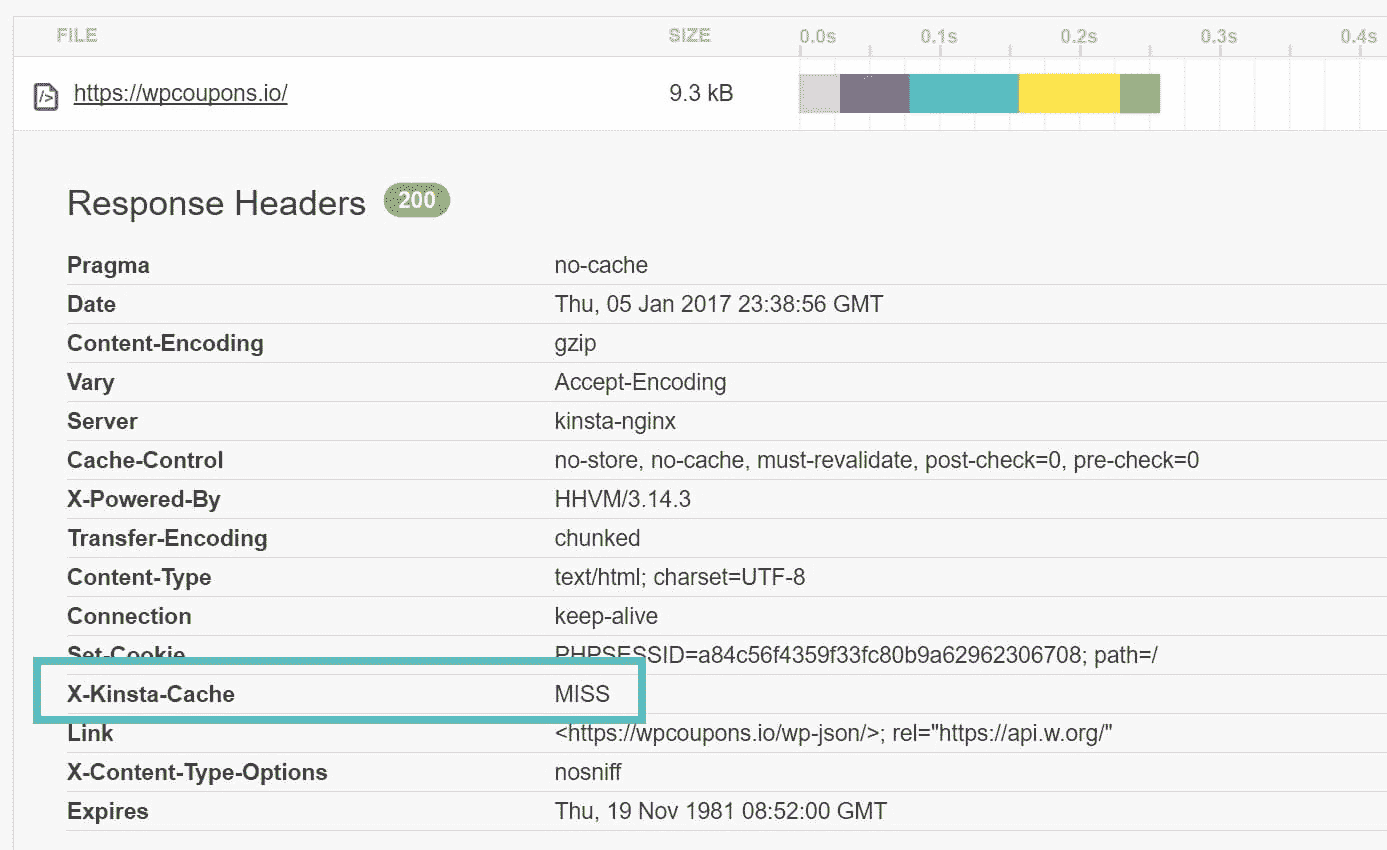 FILE SIZE 0.0s 0.1s 0.2s 0.3s 0.4s
</> https://wpcoupons.io/ 9.3 kB
Response Headers 200
Pragma no-cache
Date Thu, 05 Jan 2017 23:38:56 GMT
Content-Encoding gzip
Vary Accept-Encoding
Server kinsta-nginx
Cache-Control no-store, no-cache, must-revalidate, post-check=0, pre-check=0
X-Powered-By HHVM/3.14.3
Transfer-Encoding chunked
Content-Type text/html; charset=UTF-8
Connection keep-alive
Set-Cookie PHPSESSID=a84c56f4359f33fc80b9a62962306708; path=/
X-Kinsta-Cache MISS
Link <https://wpcoupons.io/wp-json/>; rel="https://api.w.org/"
X-Content-Type-Options nosniff
Expires Thu, 19 Nov 1981 08:52:00 GMT